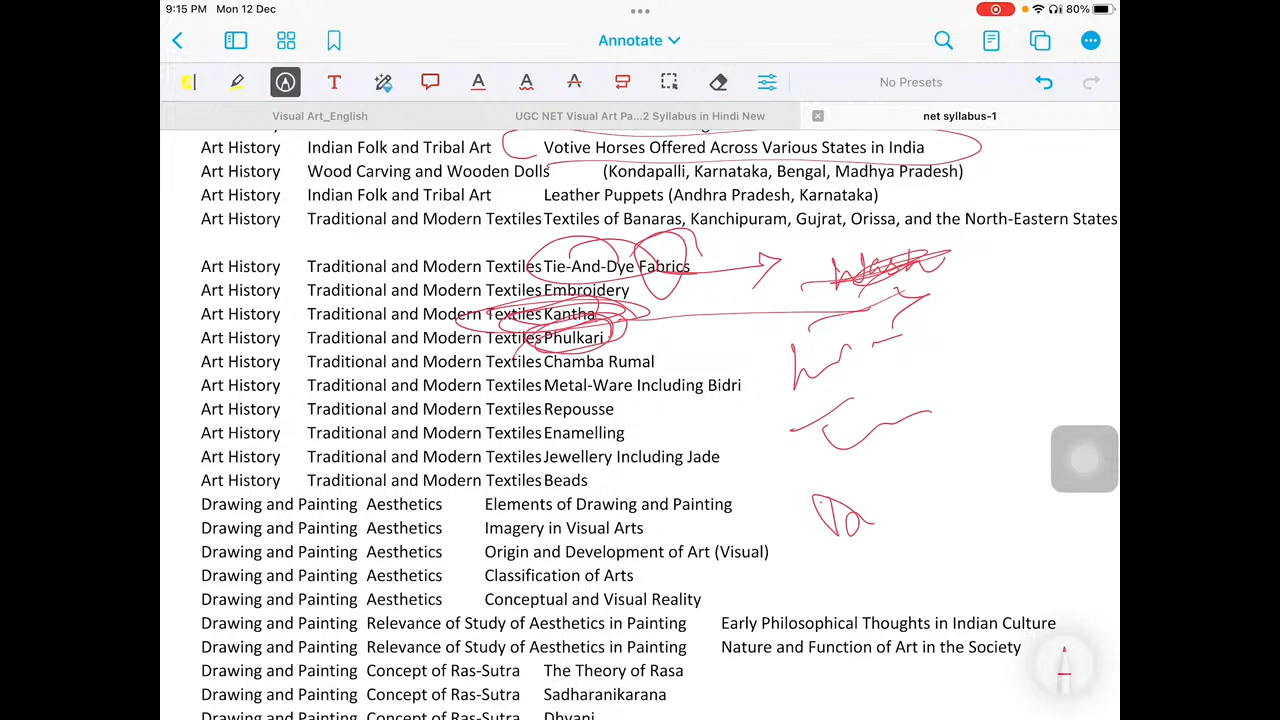 9:15 PM Mon 12 Dec
80%
Annotate
T
A
A
A
No Presets
Visual Art_English
UGC NET Visual Art Pa...2 Syllabus in Hindi New
net syllabus-1
Art History Indian Folk and Tribal Art Votive Horses Offered Across Various States in India
Art History Wood Carving and Wooden Dolls (Kondapalli, Karnataka, Bengal, Madhya Pradesh)
Art History Indian Folk and Tribal Art Leather Puppets (Andhra Pradesh, Karnataka)
Art History Traditional and Modern Textiles Textiles of Banaras, Kanchipuram, Gujrat, Orissa, and the North-Eastern States
Art History Traditional and Modern Textiles Tie-And-Dye Fabrics
Art History Traditional and Modern Textiles Embroidery
Art History Traditional and Modern Textiles Kantha
Art History Traditional and Modern Textiles Phulkari
Art History Traditional and Modern Textiles Chamba Rumal
Art History Traditional and Modern Textiles Metal-Ware Including Bidri
Art History Traditional and Modern Textiles Repousse
Art History Traditional and Modern Textiles Enamelling
Art History Traditional and Modern Textiles Jewellery Including Jade
Art History Traditional and Modern Textiles Beads
Drawing and Painting Aesthetics Elements of Drawing and Painting
Drawing and Painting Aesthetics Imagery in Visual Arts
Drawing and Painting Aesthetics Origin and Development of Art (Visual)
Drawing and Painting Aesthetics Classification of Arts
Drawing and Painting Aesthetics Conceptual and Visual Reality
Drawing and Painting Relevance of Study of Aesthetics in Painting Early Philosophical Thoughts in Indian Culture
Drawing and Painting Relevance of Study of Aesthetics in Painting Nature and Function of Art in the Society
Drawing and Painting Concept of Ras-Sutra The Theory of Rasa
Drawing and Painting Concept of Ras-Sutra Sadharanikarana
Drawing and Painting Concept of Ras-Sutra Dhvani